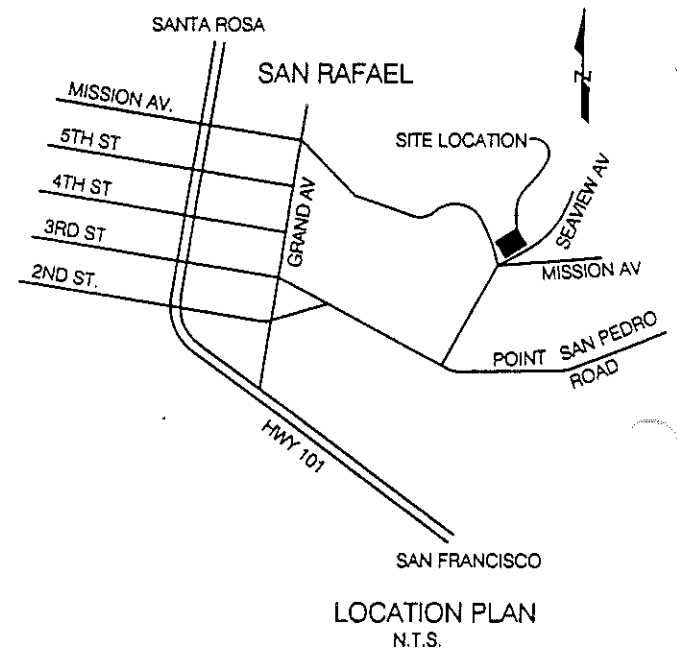 SANTA ROSA
SAN RAFAEL
N
MISSION AV.
5TH ST
4TH ST
3RD ST
2ND ST.
GRAND AV
SITE LOCATION
SEAVIEW AV
MISSION AV
POINT SAN PEDRO
ROAD
HWY 101
SAN FRANCISCO
LOCATION PLAN
N.T.S.